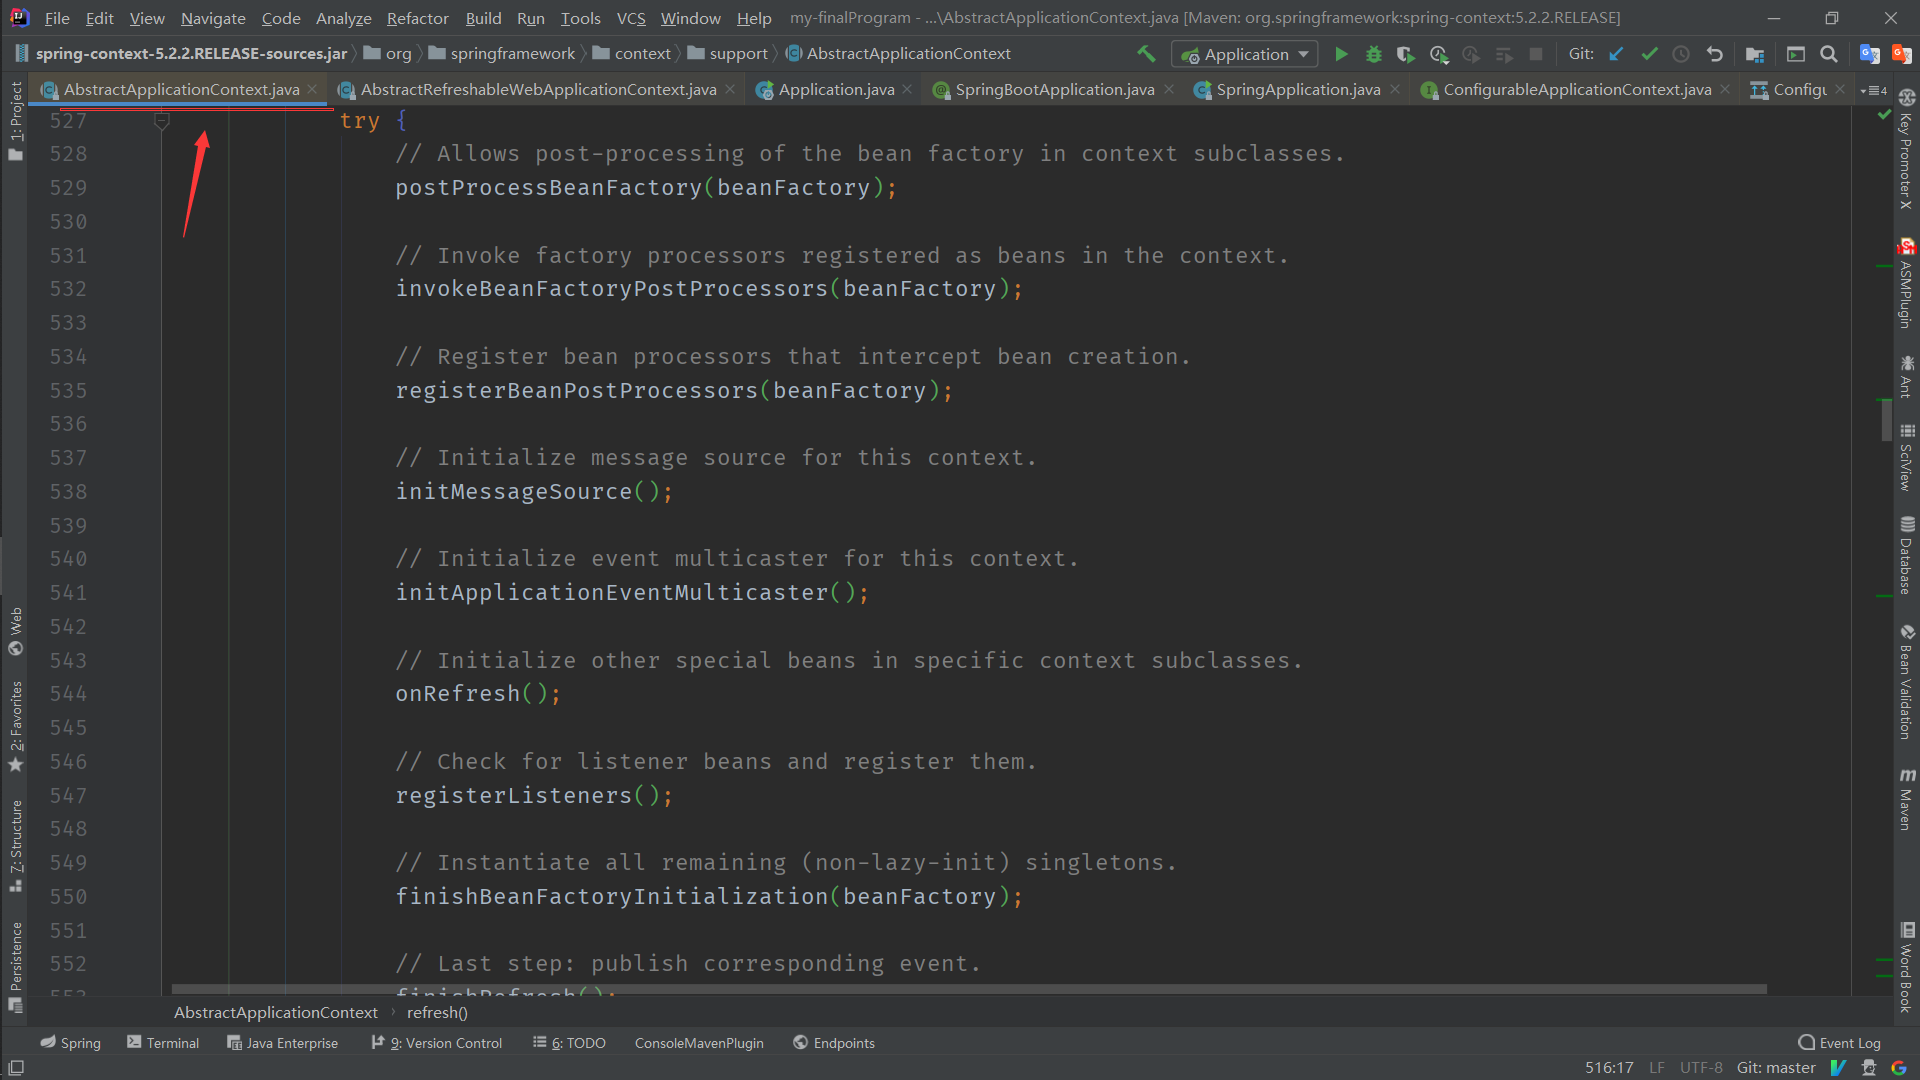 File Edit View Navigate Code Analyze Refactor Build Run Tools VCS Window Help my-finalProgram - ...\AbstractApplicationContext.java [Maven: org.springframework:spring-context:5.2.2.RELEASE]
spring-context-5.2.2.RELEASE-sources.jar org springframework context support AbstractApplicationContext Application Git:
AbstractApplicationContext.java AbstractRefreshableWebApplicationContext.java Application.java SpringBootApplication.java SpringApplication.java ConfigurableApplicationContext.java Configu 4
527 try {
528 // Allows post-processing of the bean factory in context subclasses.
529 postProcessBeanFactory(beanFactory);
530
531 // Invoke factory processors registered as beans in the context.
532 invokeBeanFactoryPostProcessors(beanFactory);
533
534 // Register bean processors that intercept bean creation.
535 registerBeanPostProcessors(beanFactory);
536
537 // Initialize message source for this context.
538 initMessageSource();
539
540 // Initialize event multicaster for this context.
541 initApplicationEventMulticaster();
542
543 // Initialize other special beans in specific context subclasses.
544 onRefresh();
545
546 // Check for listener beans and register them.
547 registerListeners();
548
549 // Instantiate all remaining (non-lazy-init) singletons.
550 finishBeanFactoryInitialization(beanFactory);
551
552 // Last step: publish corresponding event.
553 finishRefresh();
1: Project
Web
2: Favorites
7: Structure
Persistence
Key Promoter X
ASMPlugin
Ant
SciView
Database
Bean Validation
Maven
Word Book
AbstractApplicationContext refresh()
Spring Terminal Java Enterprise 9: Version Control 6: TODO ConsoleMavenPlugin Endpoints Event Log
516:17 LF UTF-8 Git: master